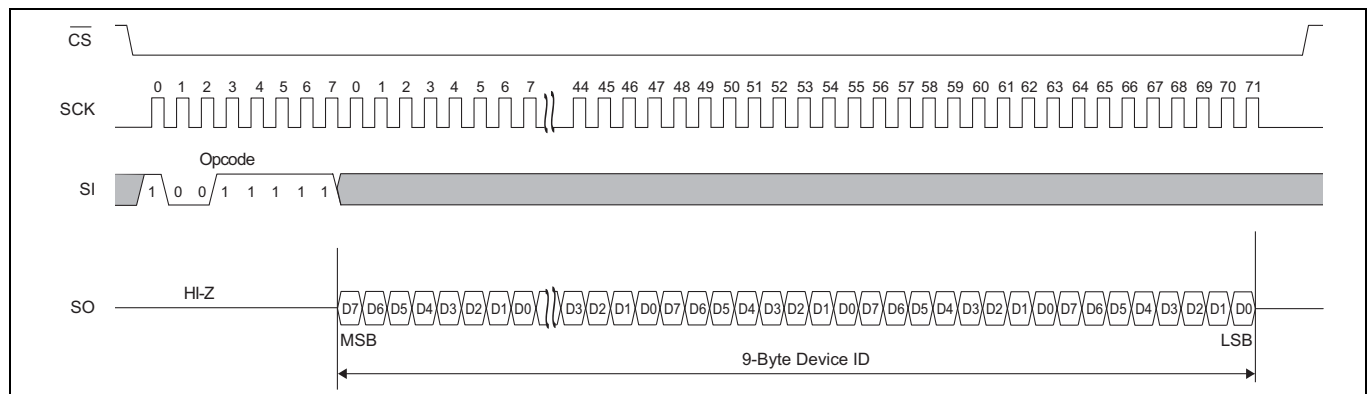 CS
0 1 2 3 4 5 6 7 0 1 2 3 4 5 6 7 44 45 46 47 48 49 50 51 52 53 54 55 56 57 58 59 60 61 62 63 64 65 66 67 68 69 70 71
SCK
Opcode
SI 1 0 0 1 1 1 1 1
HI-Z
SO D7 D6 D5 D4 D3 D2 D1 D0 D3 D2 D1 D0 D7 D6 D5 D4 D3 D2 D1 D0 D7 D6 D5 D4 D3 D2 D1 D0 D7 D6 D5 D4 D3 D2 D1 D0
MSB LSB
9-Byte Device ID